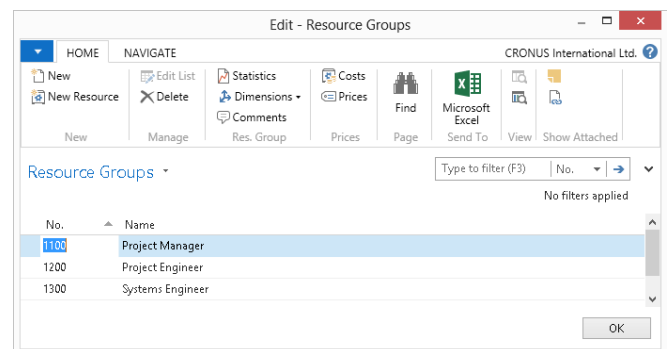 Edit - Resource Groups
HOME NAVIGATE CRONUS International Ltd.
New Edit List Statistics Costs
New Resource Delete Dimensions Prices Find Microsoft Excel
Comments
New Manage Res. Group Prices Page Send To View Show Attached
Resource Groups Type to filter (F3) No.
No filters applied
No. Name
1100 Project Manager
1200 Project Engineer
1300 Systems Engineer
OK